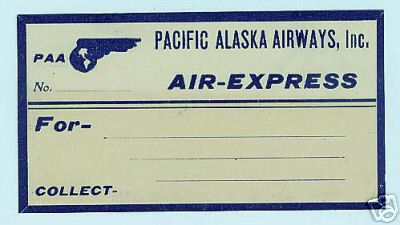 PACIFIC ALASKA AIRWAYS, Inc.
PAA
No.
AIR-EXPRESS
For-
COLLECT-